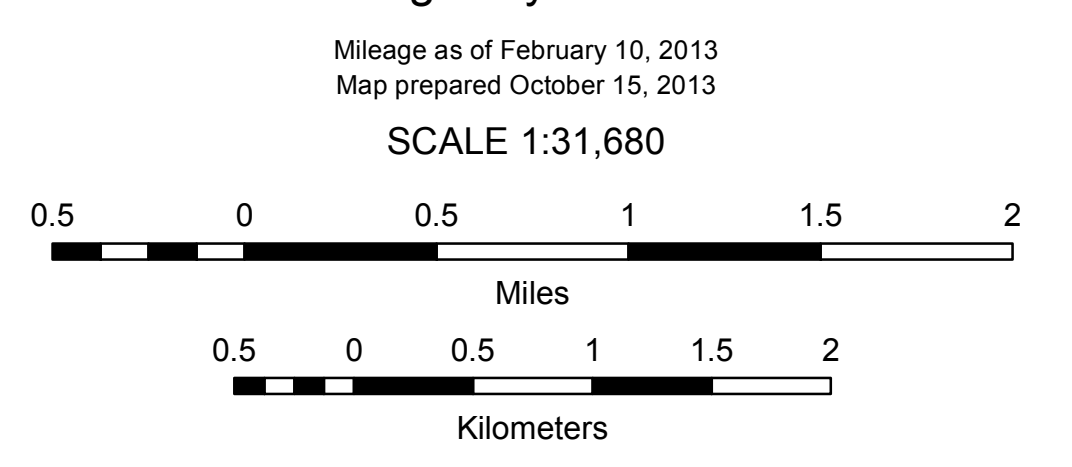 Mileage as of February 10, 2013
Map prepared October 15, 2013
SCALE 1:31,680
0.5 0 0.5 1 1.5 2
Miles
0.5 0 0.5 1 1.5 2
Kilometers